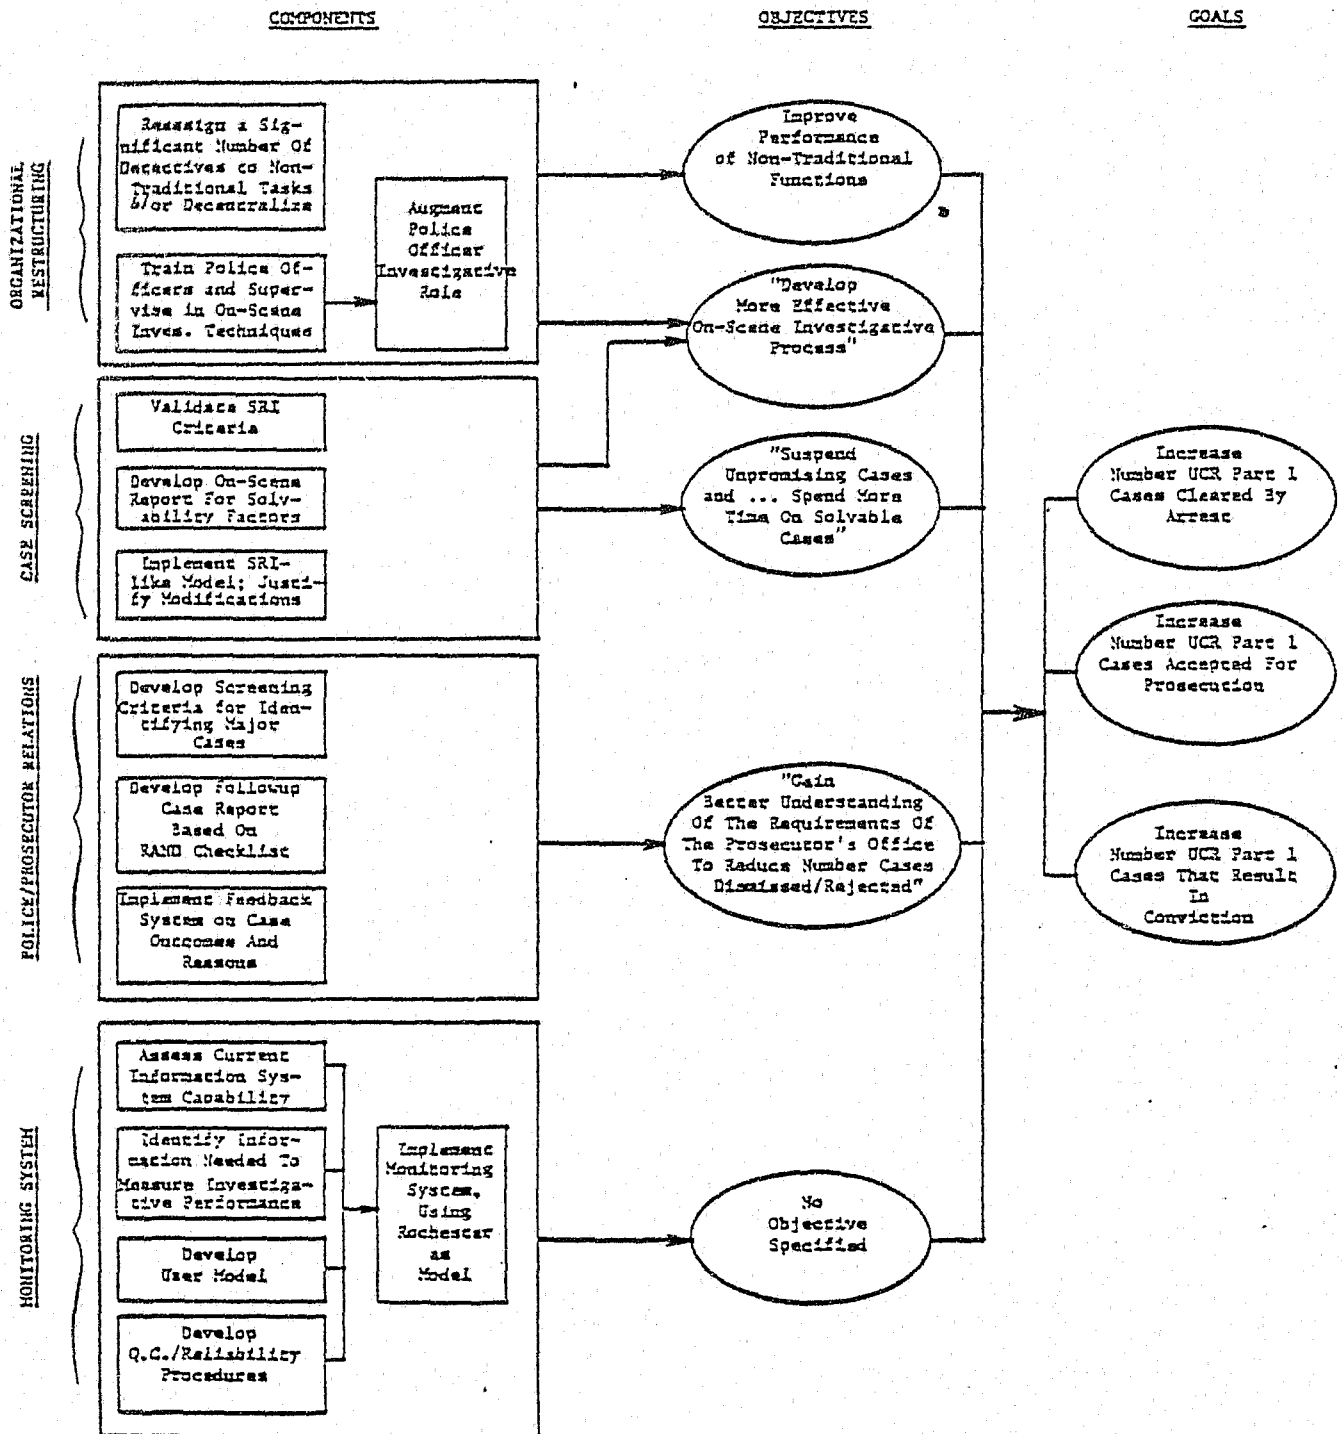 COMPONENTS
OBJECTIVES
GOALS
ORGANIZATIONAL
RESTRUCTURING
Reassign a Sig-
nificant Number Of
Detectives to Non-
Traditional Tasks
&/or Decentralize
Train Police Of-
ficers and Super-
vise in On-Scene
Inves. Techniques
Augment
Police
Officer
Investigative
Role
Improve
Performance
of Non-Traditional
Functions
"Develop
More Effective
On-Scene Investigative
Process"
CASE SCREENING
Validate SRI
Criteria
Develop On-Scene
Report For Solv-
ability Factors
Implement SRI-
like Model; Justi-
fy Modifications
"Suspend
Unpromising Cases
and ... Spend More
Time On Solvable
Cases"
POLICE/PROSECUTOR RELATIONS
Develop Screening
Criteria for Iden-
tifying Major
Cases
Develop Followup
Case Report
Based On
RAND Checklist
Implement Feedback
System on Case
Outcomes And
Reasons
"Gain
Better Understanding
Of The Requirements Of
The Prosecutor's Office
To Reduce Number Cases
Dismissed/Rejected"
MONITORING SYSTEM
Assess Current
Information Sys-
tem Capability
Identify Infor-
mation Needed To
Measure Investiga-
tive Performance
Develop
User Model
Develop
Q.C./Reliability
Procedures
Implement
Monitoring
System,
Using
Rochester
as
Model
No
Objective
Specified
Increase
Number UCR Part 1
Cases Cleared By
Arrest
Increase
Number UCR Part 1
Cases Accepted For
Prosecution
Increase
Number UCR Part 1
Cases That Result
In
Conviction